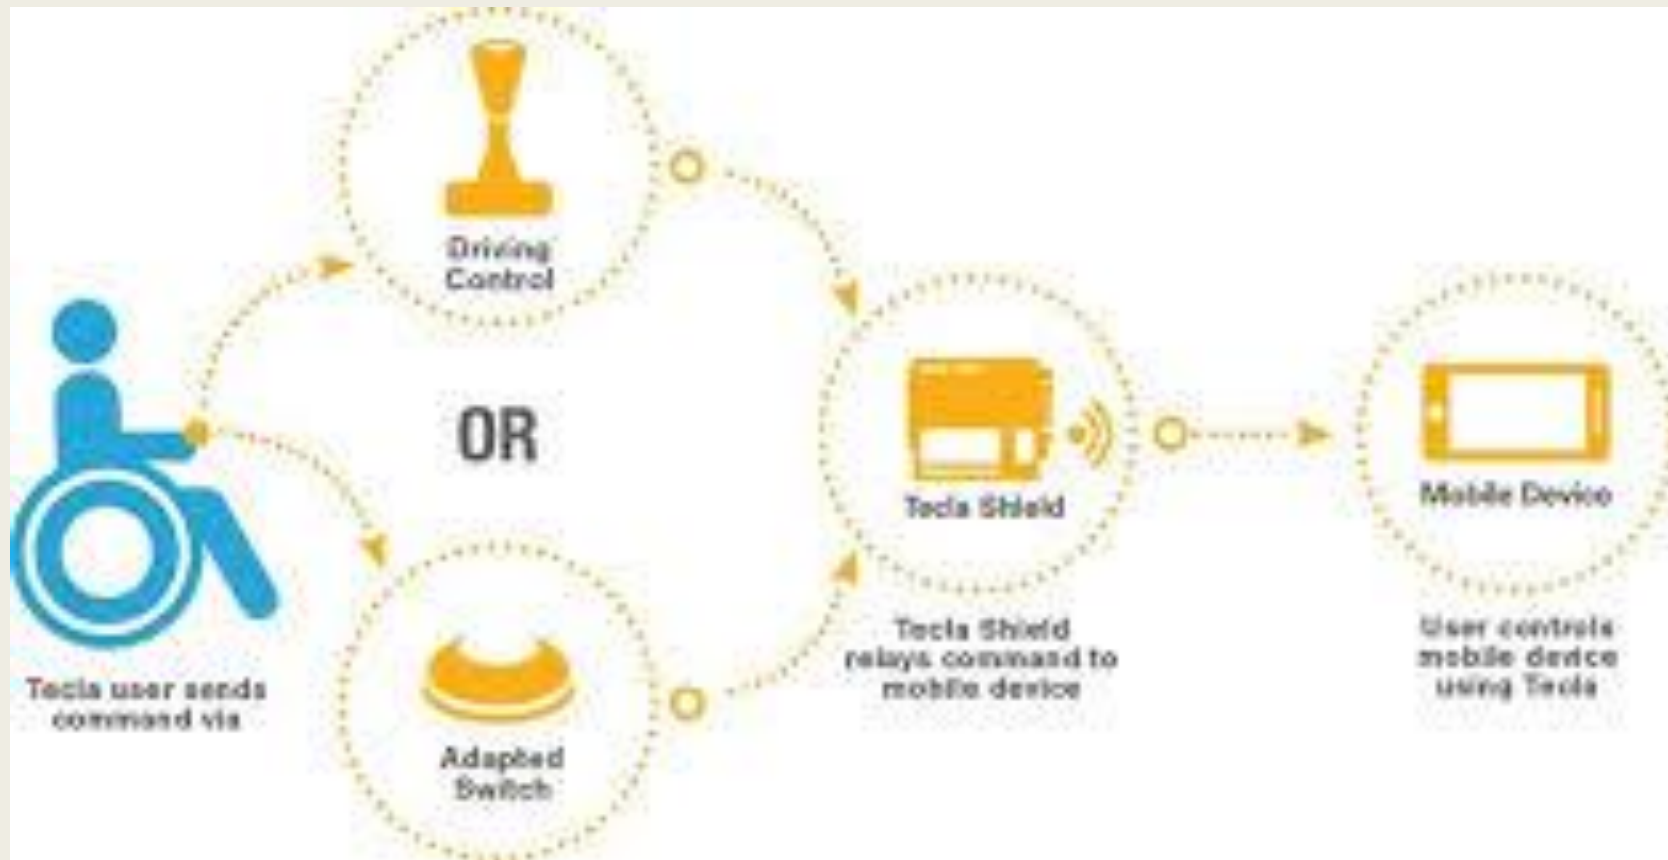 Driving
Control
OR
Tecla user sends
command via
Adapted
Switch
Tecla Shield
Tecla Shield
relays command to
mobile device
Mobile Device
User controls
mobile device
using Tecla